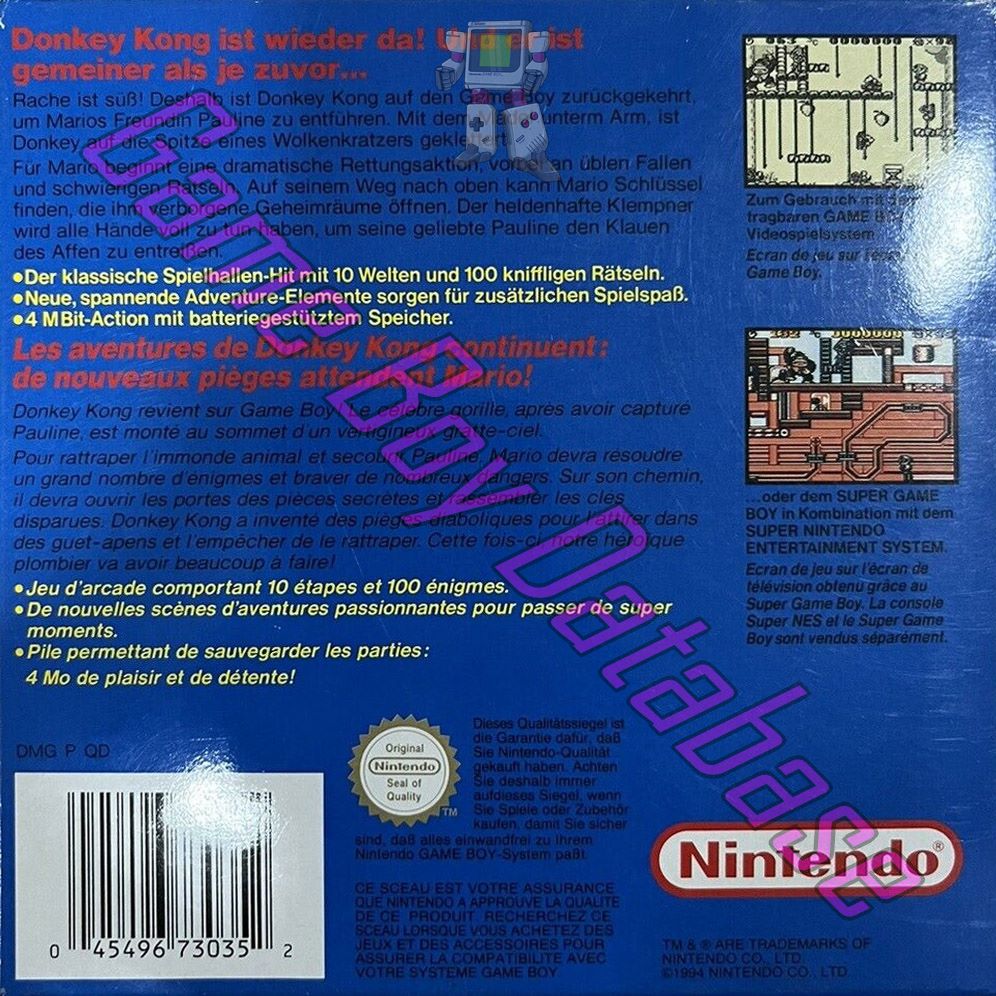 Donkey Kong ist wieder da! Und er ist
gemeiner als je zuvor...
Rache ist süß! Deshalb ist Donkey Kong auf den Game Boy zurückgekehrt,
um Marios Freundin Pauline zu entführen. Mit dem unterm Arm, ist
Donkey auf die Spitze eines Wolkenkratzers geklettert.
Für Mario beginnt eine dramatische Rettungsaktion, voll an üblen Fallen
und schwierigen Rätseln. Auf seinem Weg nach oben kann Mario Schlüssel
finden, die ihm verborgene Geheimräume öffnen. Der heldenhafte Klempner
wird alle Hände voll zu tun haben, um seine geliebte Pauline den Klauen
des Affen zu entreißen.
•Der klassische Spielhallen-Hit mit 10 Welten und 100 kniffligen Rätseln.
•Neue, spannende Adventure-Elemente sorgen für zusätzlichen Spielspaß.
•4 MBit-Action mit batteriegestütztem Speicher.
Les aventures de Donkey Kong continuent:
de nouveaux pièges attendent Mario!
Donkey Kong revient sur Game Boy! Le célèbre gorille, après avoir capturé
Pauline, est monté au sommet d'un vertigineux gratte-ciel.
Pour rattraper l'immonde animal et secourir Pauline, Mario devra résoudre
un grand nombre d'énigmes et braver de nombreux dangers. Sur son chemin,
il devra ouvrir les portes des pièces secrètes et rassembler les clés
disparues. Donkey Kong a inventé des pièges diaboliques pour l'attirer dans
des guet-apens et l'empêcher de le rattraper. Cette fois-ci, notre héroïque
plombier va avoir beaucoup à faire!
•Jeu d'arcade comportant 10 étapes et 100 énigmes.
•De nouvelles scènes d'aventures passionnantes pour passer de super
moments.
•Pile permettant de sauvegarder les parties:
4 Mo de plaisir et de détente!
Zum Gebrauch mit dem
tragbaren GAME BOY
Videospielsystem
Ecran de jeu sur l'écran
Game Boy.
...oder dem SUPER GAME
BOY in Kombination mit dem
SUPER NINTENDO
ENTERTAINMENT SYSTEM.
Ecran de jeu sur l'écran de
télévision obtenu grâce au
Super Game Boy. La console
Super NES et le Super Game
Boy sont vendus séparément.
DMG P QD
0 45496 73035 2
Original
Nintendo
Seal of
Quality
TM
Dieses Qualitätssiegel ist
die Garantie dafür, daß
Sie Nintendo-Qualität
gekauft haben. Achten
Sie deshalb immer
auf dieses Siegel, wenn
Sie Spiele oder Zubehör
kaufen, damit Sie sicher
sind, daß alles einwandfrei zu Ihrem
Nintendo GAME BOY-System paßt.
CE SCEAU EST VOTRE ASSURANCE
QUE NINTENDO A APPROUVE LA QUALITE
DE CE PRODUIT. RECHERCHEZ CE
SCEAU LORSQUE VOUS ACHETEZ DES
JEUX ET DES ACCESSOIRES POUR
ASSURER LA COMPATIBILITE AVEC
VOTRE SYSTEME GAME BOY.
Nintendo®
TM & ® ARE TRADEMARKS OF
NINTENDO CO., LTD.
©1994 NINTENDO CO., LTD.
Game Boy Database